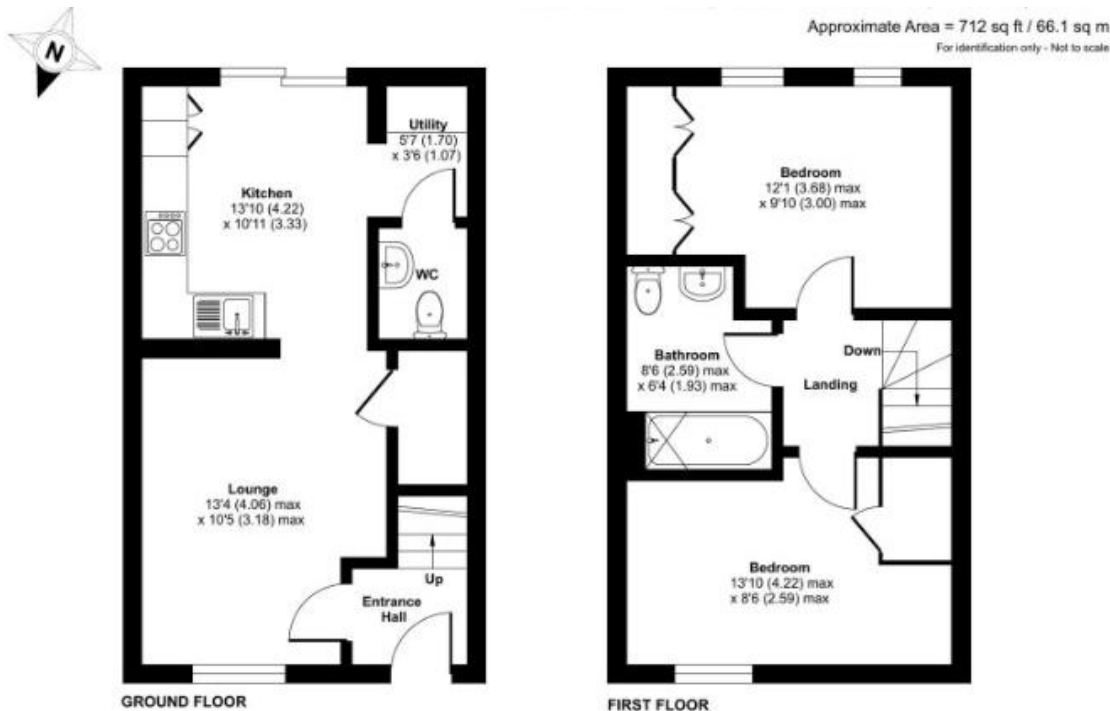 Approximate Area = 712 sq ft / 66.1 sq m
For identification only - Not to scale
N
Utility
5'7 (1.70)
x 3'6 (1.07)
Kitchen
13'10 (4.22)
x 10'11 (3.33)
WC
Lounge
13'4 (4.06) max
x 10'5 (3.18) max
Up
Entrance
Hall
GROUND FLOOR
Bedroom
12'1 (3.68) max
x 9'10 (3.00) max
Bathroom
8'6 (2.59) max
x 6'4 (1.93) max
Down
Landing
Bedroom
13'10 (4.22) max
x 8'6 (2.59) max
FIRST FLOOR